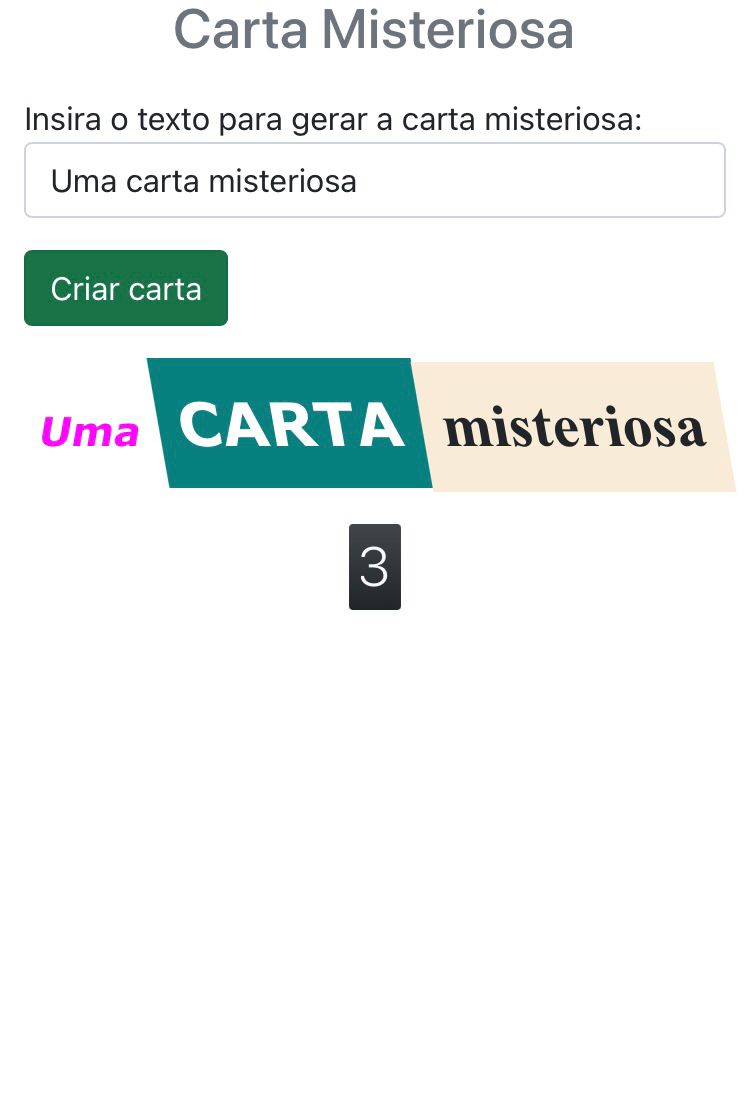 Carta Misteriosa
Insira o texto para gerar a carta misteriosa:
Uma carta misteriosa
Criar carta
Uma CARTA misteriosa
3